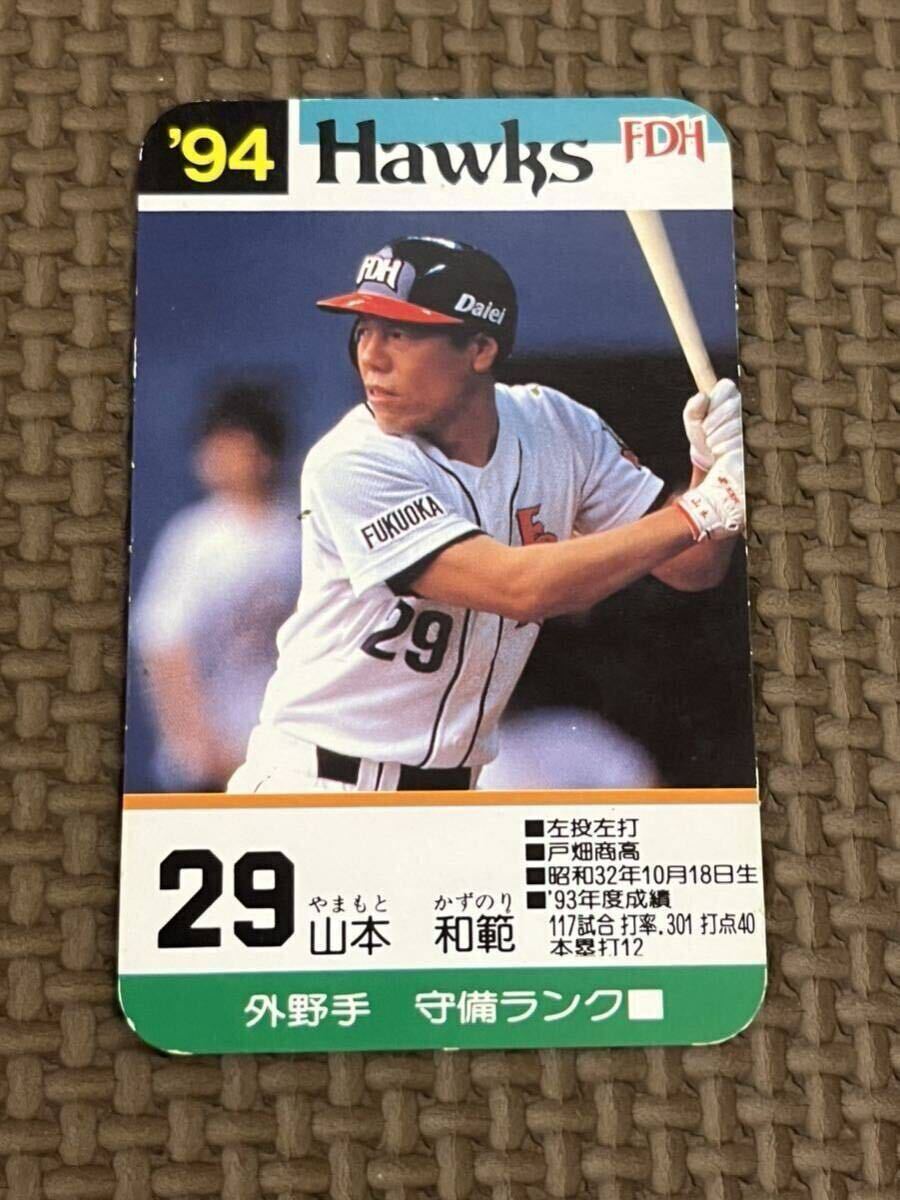 '94 Hawks FDH
FDH
Daiei
FUKUOKA
29
29
やまもと かずのり
山本 和範
■左投左打
■戸畑商高
■昭和32年10月18日生
■'93年度成績
117試合 打率.301 打点40
本塁打12
外野手 守備ランク■